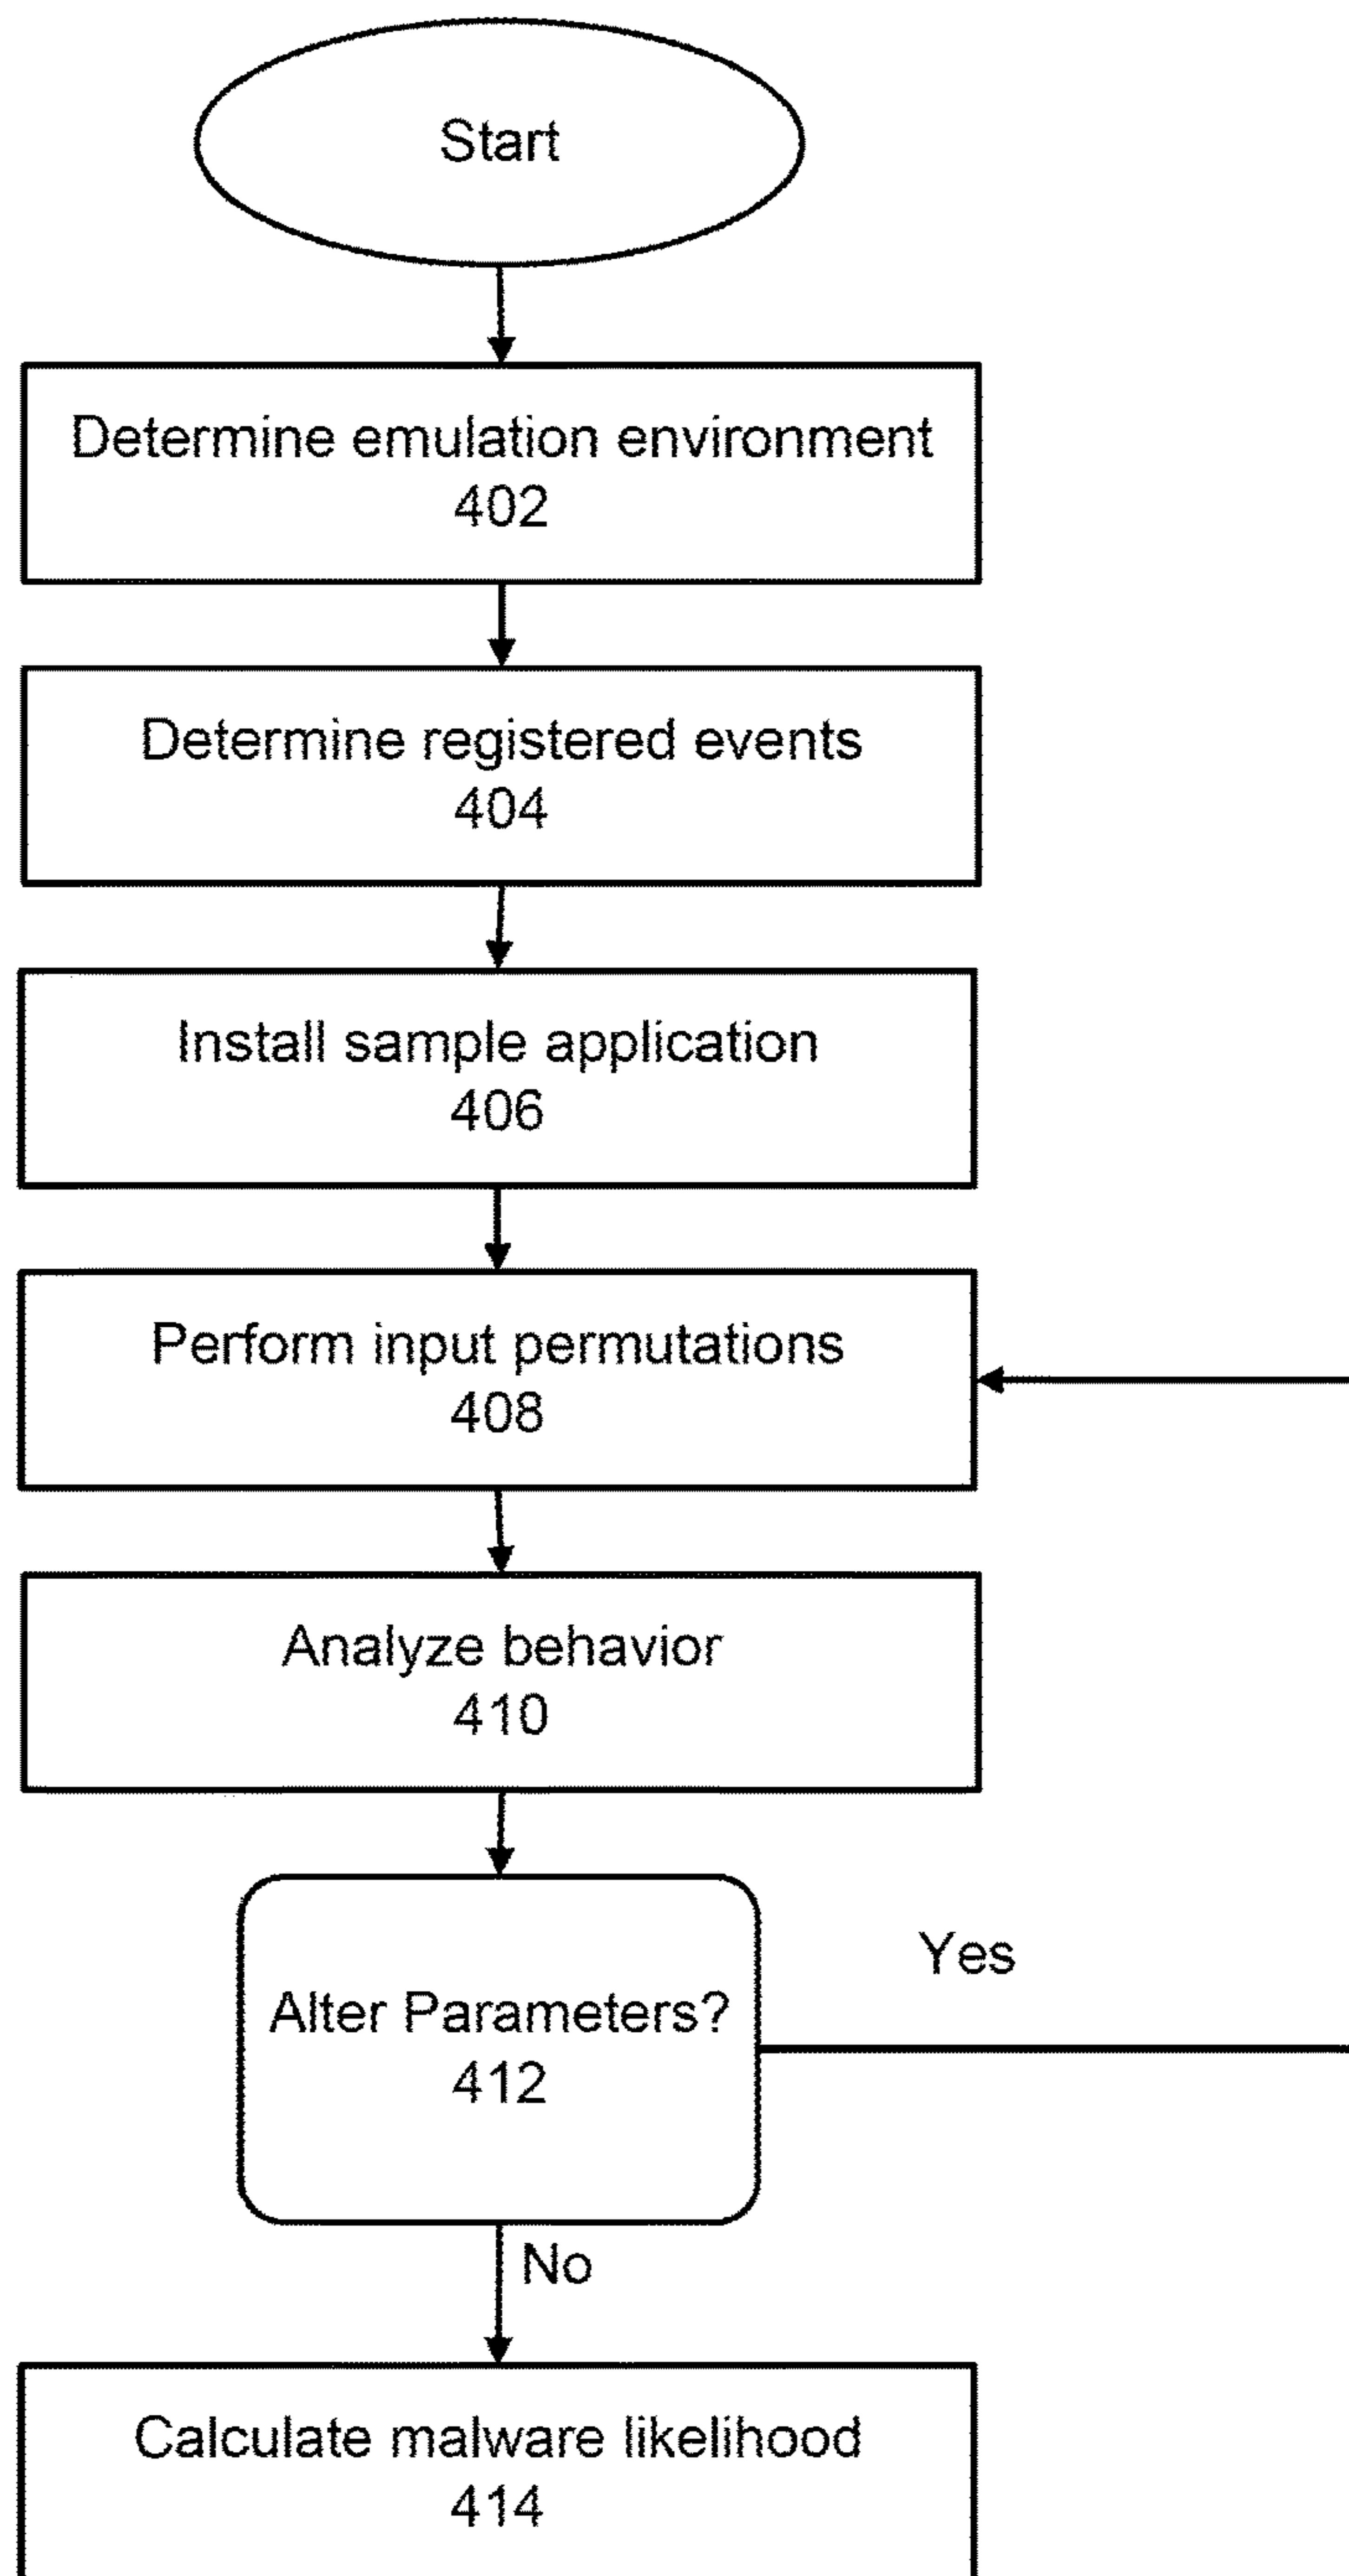 Start
Determine emulation environment
402
Determine registered events
404
Install sample application
406
Perform input permutations
408
Analyze behavior
410
Alter Parameters?
412
Yes
No
Calculate malware likelihood
414